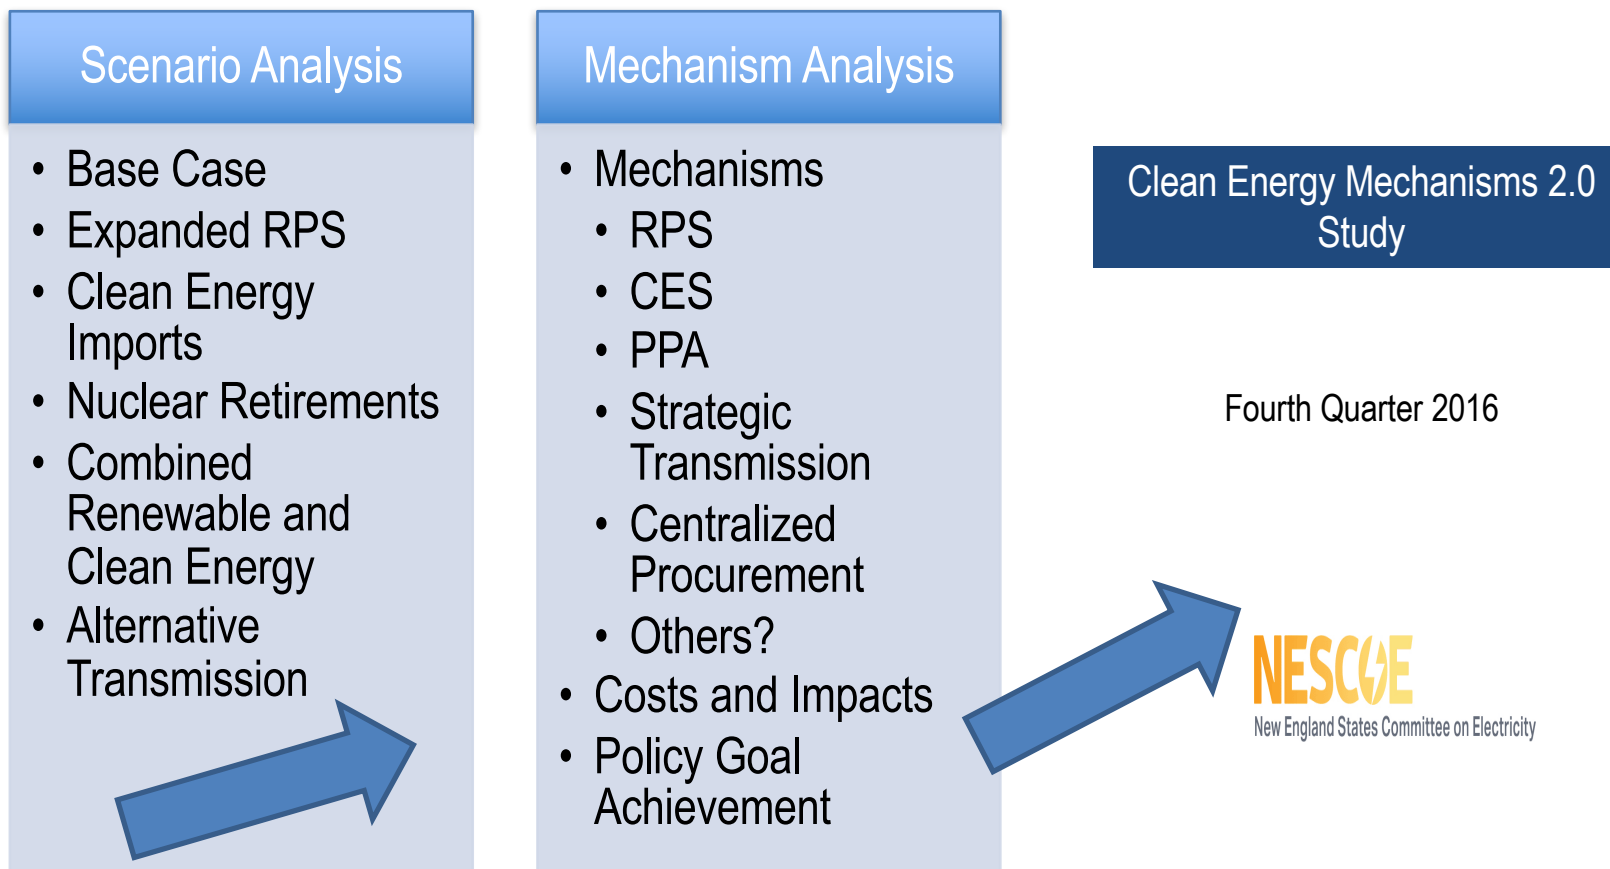 Scenario Analysis
• Base Case
• Expanded RPS
• Clean Energy
Imports
• Nuclear Retirements
• Combined
Renewable and
Clean Energy
• Alternative
Transmission
Mechanism Analysis
• Mechanisms
• RPS
• CES
• PPA
• Strategic
Transmission
• Centralized
Procurement
• Others?
• Costs and Impacts
• Policy Goal
Achievement
Clean Energy Mechanisms 2.0
Study
Fourth Quarter 2016
NESCOE
New England States Committee on Electricity